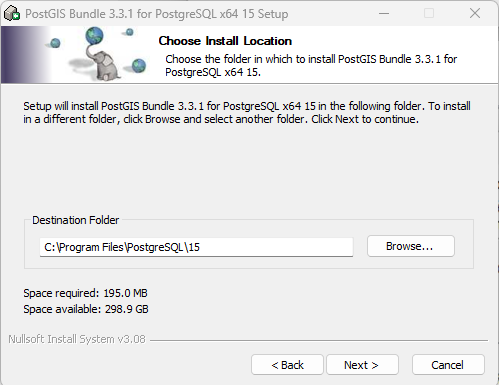 PostGIS Bundle 3.3.1 for PostgreSQL x64 15 Setup
Choose Install Location
Choose the folder in which to install PostGIS Bundle 3.3.1 for
PostgreSQL x64 15.
Setup will install PostGIS Bundle 3.3.1 for PostgreSQL x64 15 in the following folder. To install
in a different folder, click Browse and select another folder. Click Next to continue.
Destination Folder
C:\Program Files\PostgreSQL\15
Browse...
Space required: 195.0 MB
Space available: 298.9 GB
Nullsoft Install System v3.08
< Back
Next >
Cancel